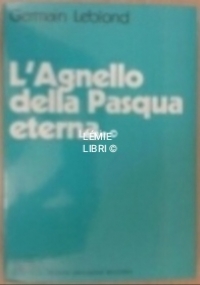 Germain Leblond
L'Agnello
della Pasqua
eterna
LEMIE ©
LIBRI ©